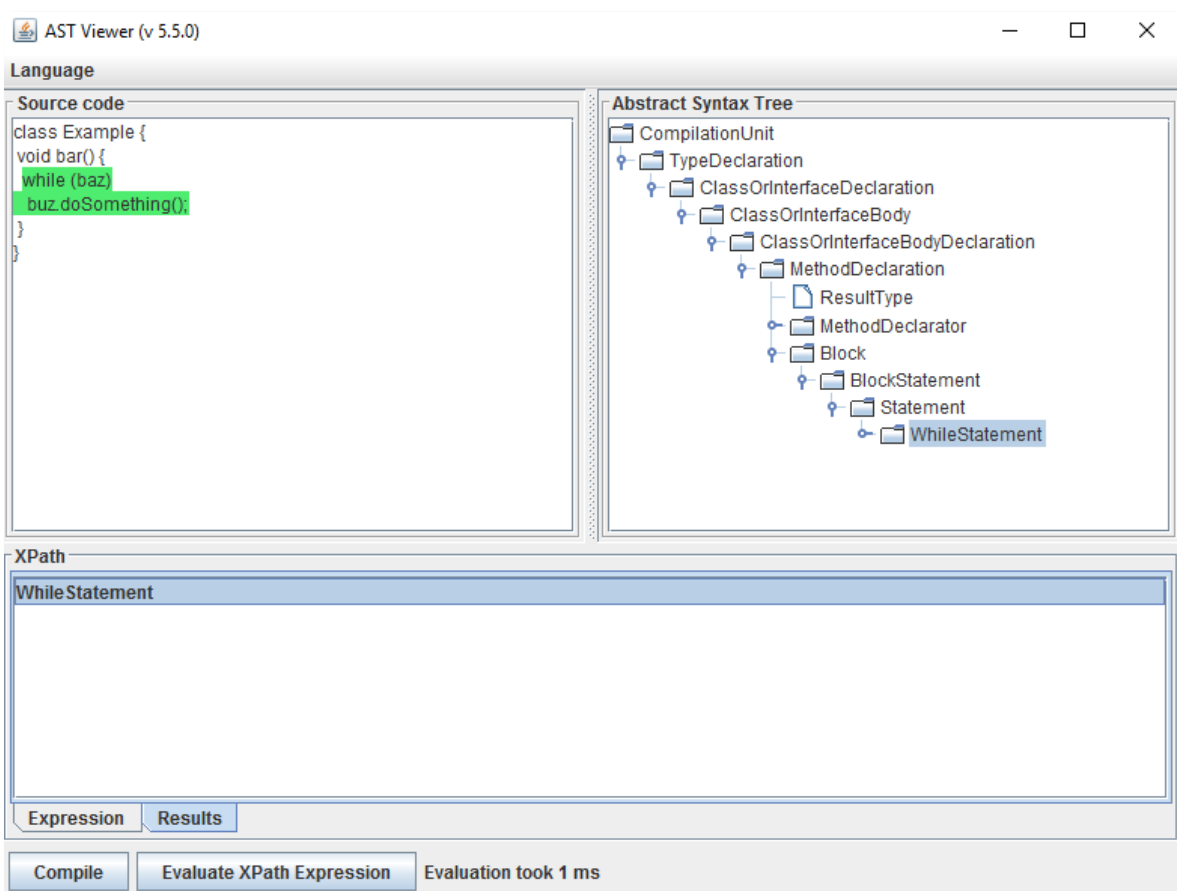 AST Viewer (v 5.5.0)
Language
Source code
class Example {
void bar() {
while (baz)
buz.doSomething();
}
}
Abstract Syntax Tree
CompilationUnit
TypeDeclaration
ClassOrInterfaceDeclaration
ClassOrInterfaceBody
ClassOrInterfaceBodyDeclaration
MethodDeclaration
ResultType
MethodDeclarator
Block
BlockStatement
Statement
WhileStatement
XPath
WhileStatement
Expression Results
Compile Evaluate XPath Expression Evaluation took 1 ms